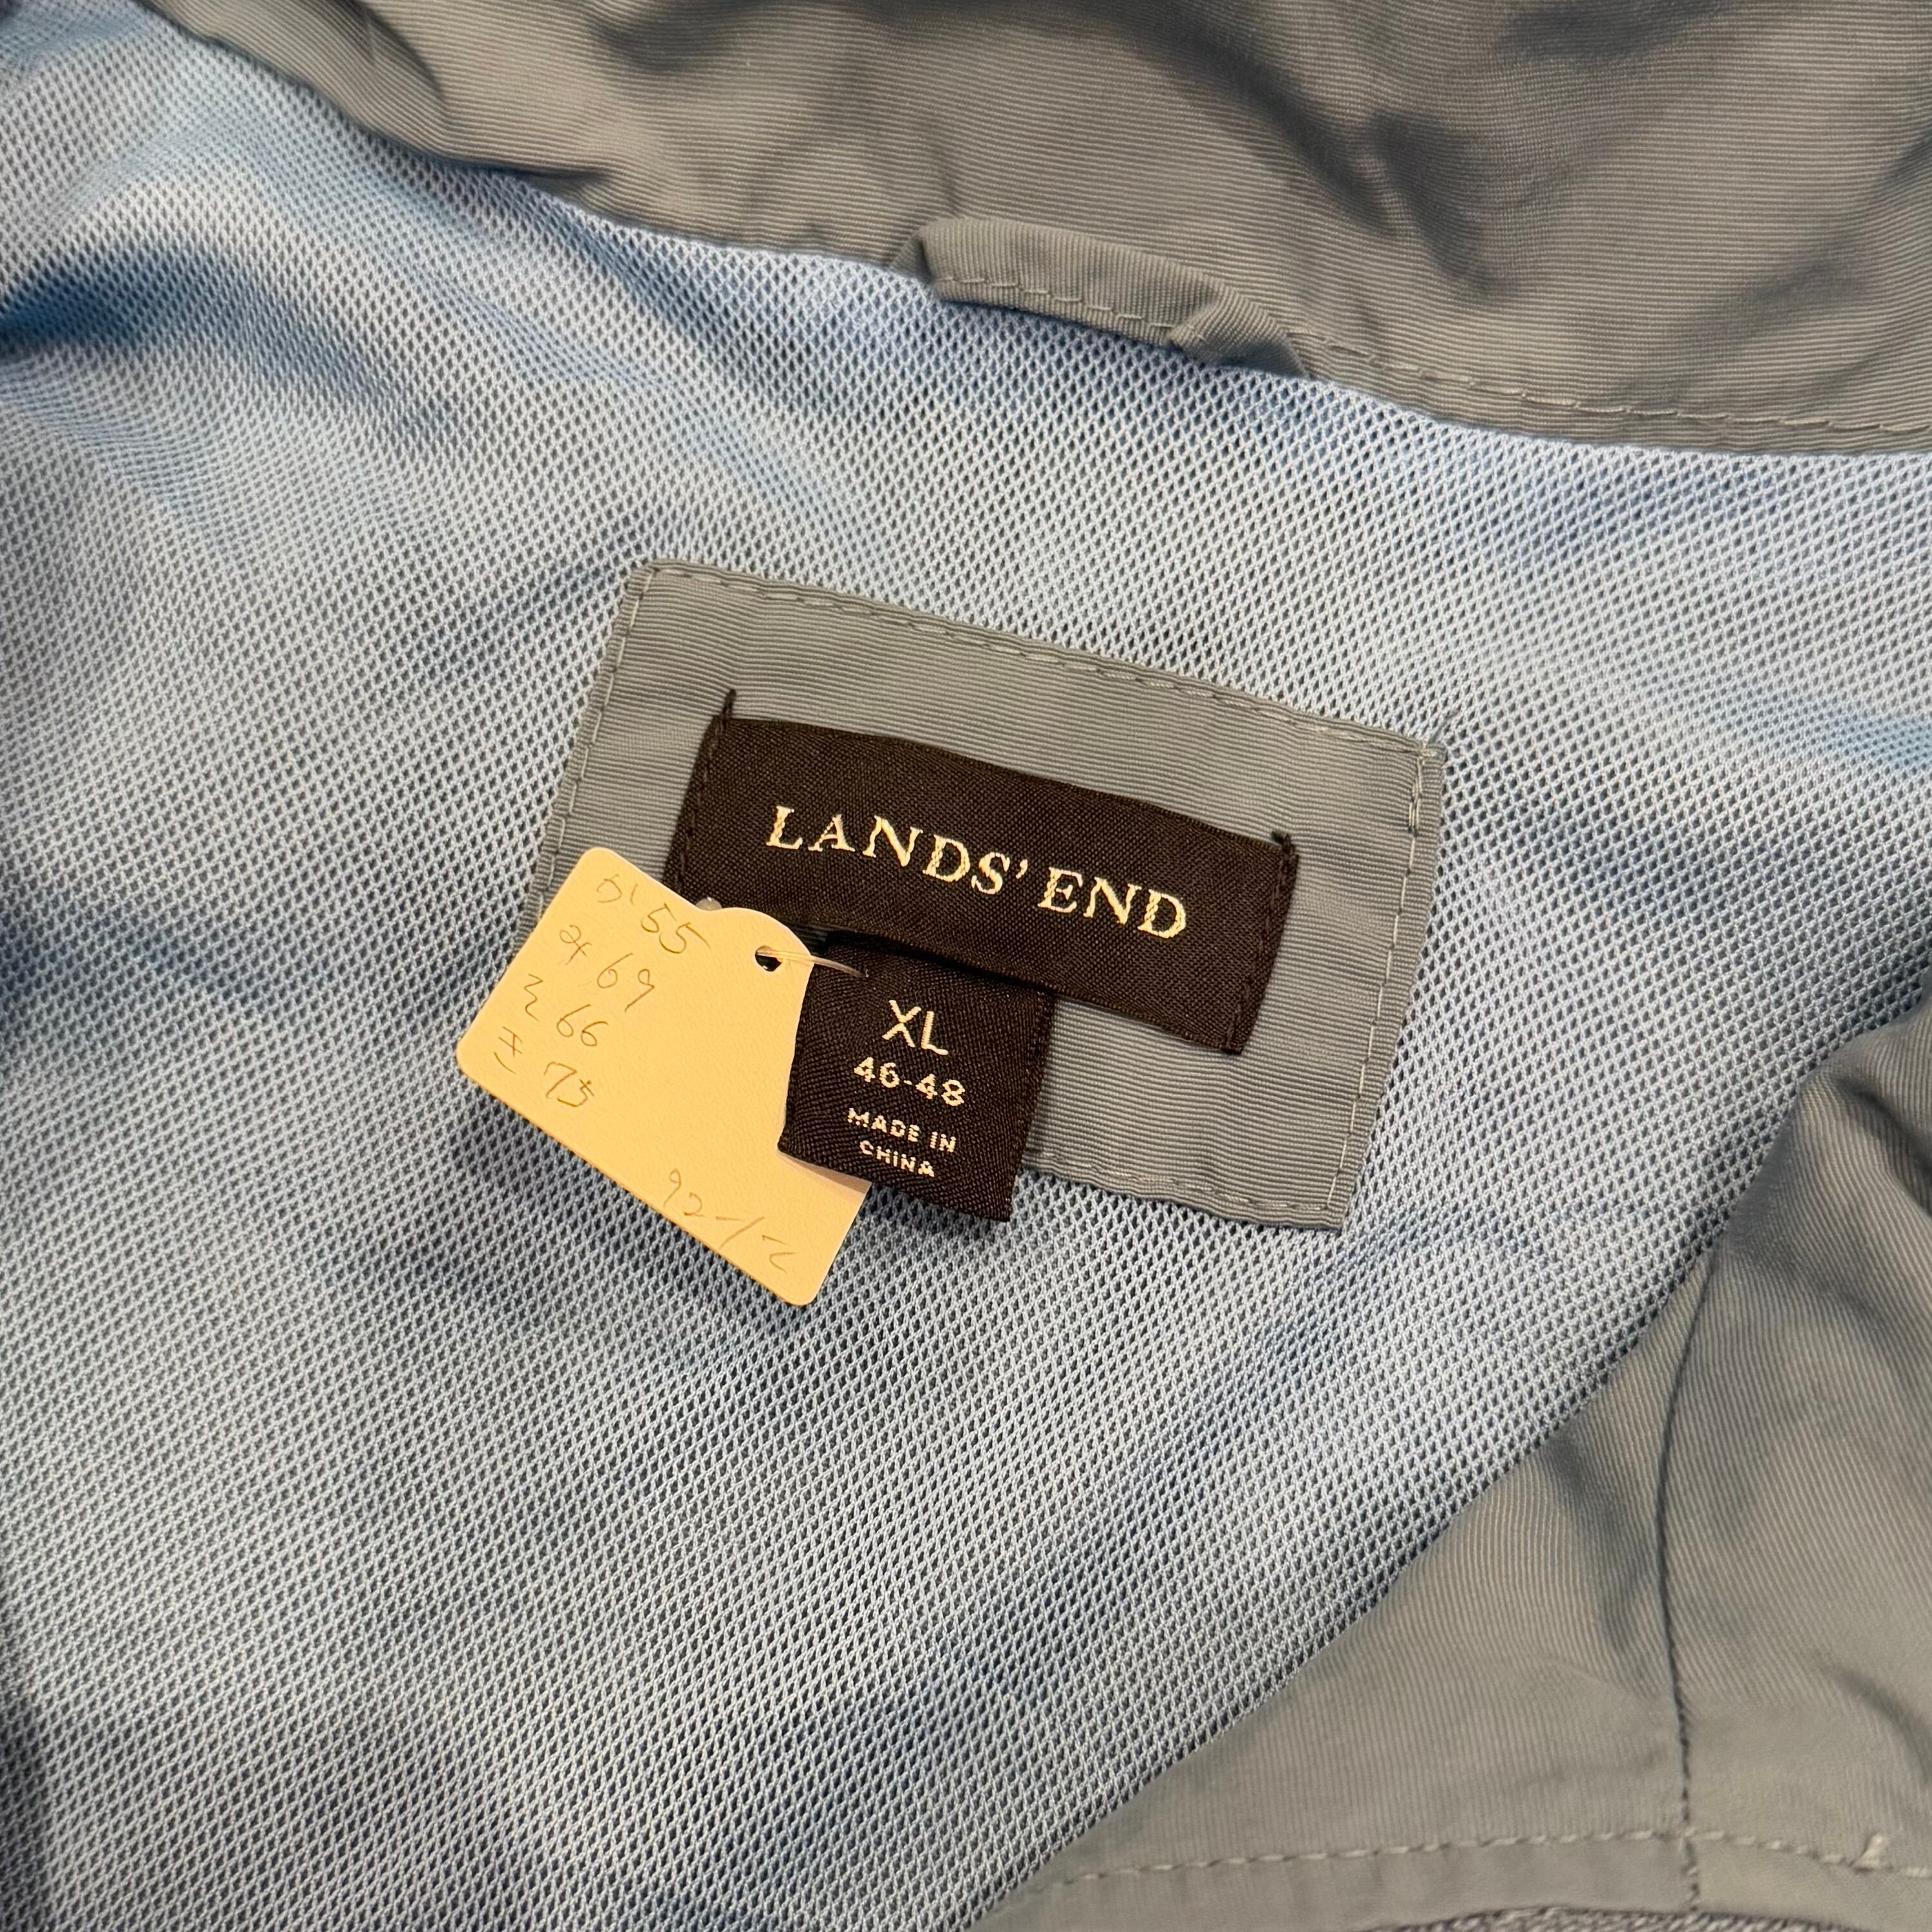 LANDS' END
XL
46-48
MADE IN
CHINA
55
69
66
75